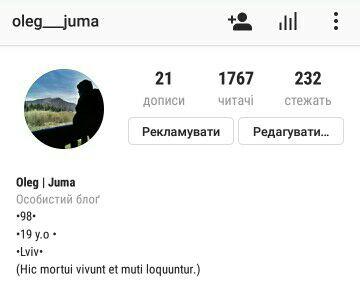 oleg___juma
21 1767 232
дописи читачі стежать
Рекламувати Редагувати...
Oleg | Juma
Особистий блоґ
•98•
•19 y.o •
•Lviv•
(Hic mortui vivunt et muti loquuntur.)